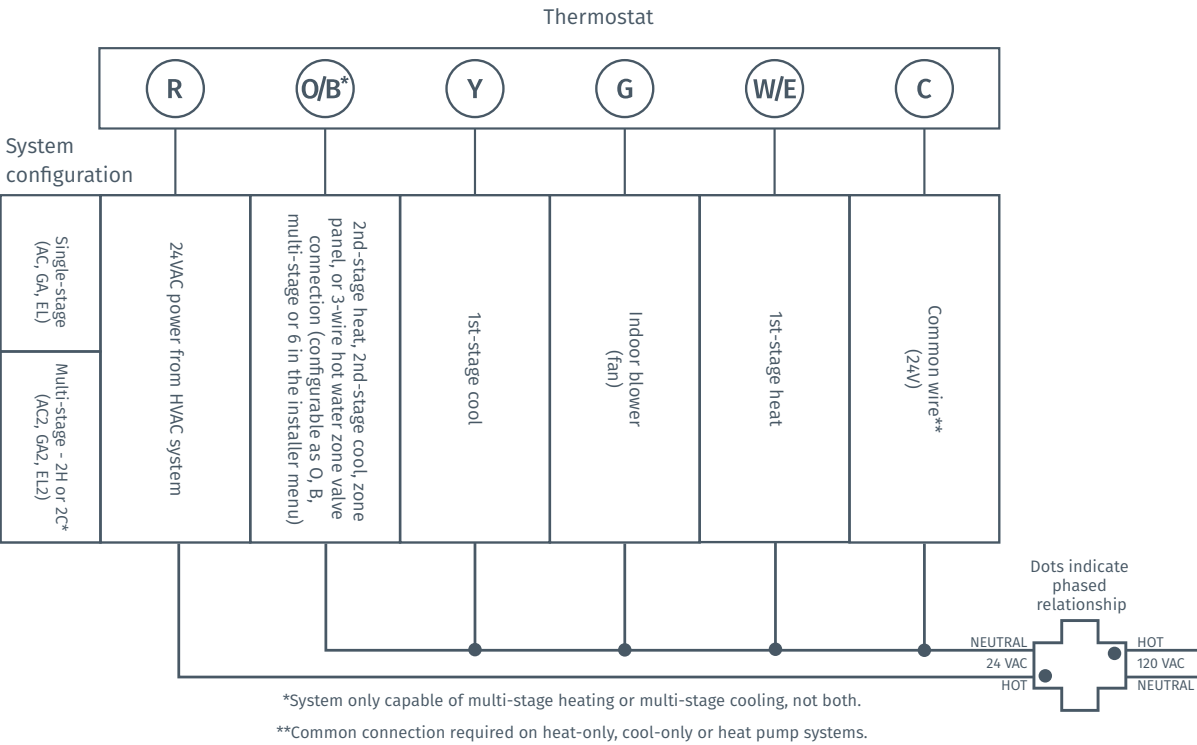 Thermostat
R
O/B*
Y
G
W/E
C
System
configuration
Single-stage
(AC, GA, EL)
Multi-stage - 2H or 2C*
(AC2, GA2, EL2)
24VAC power from HVAC system
2nd-stage heat, 2nd-stage cool, zone
panel, or 3-wire hot water zone valve
connection (configurable as O, B,
multi-stage or 6 in the installer menu)
1st-stage cool
Indoor blower
(fan)
1st-stage heat
Common wire**
(24V)
Dots indicate
phased
relationship
NEUTRAL
24 VAC
HOT
HOT
120 VAC
NEUTRAL
*System only capable of multi-stage heating or multi-stage cooling, not both.
**Common connection required on heat-only, cool-only or heat pump systems.